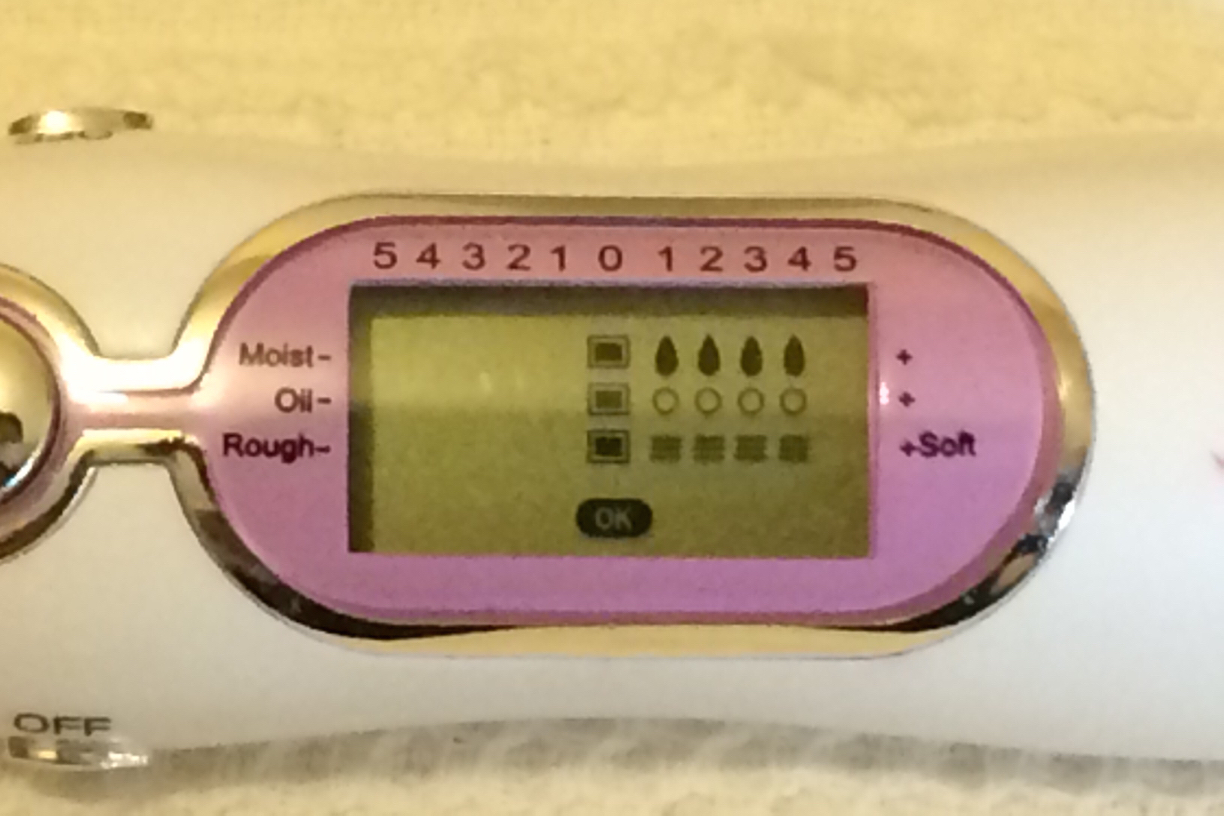 5 4 3 2 1 0 1 2 3 4 5
Moist- +
Oil- +
Rough- +Soft
OK
OFF